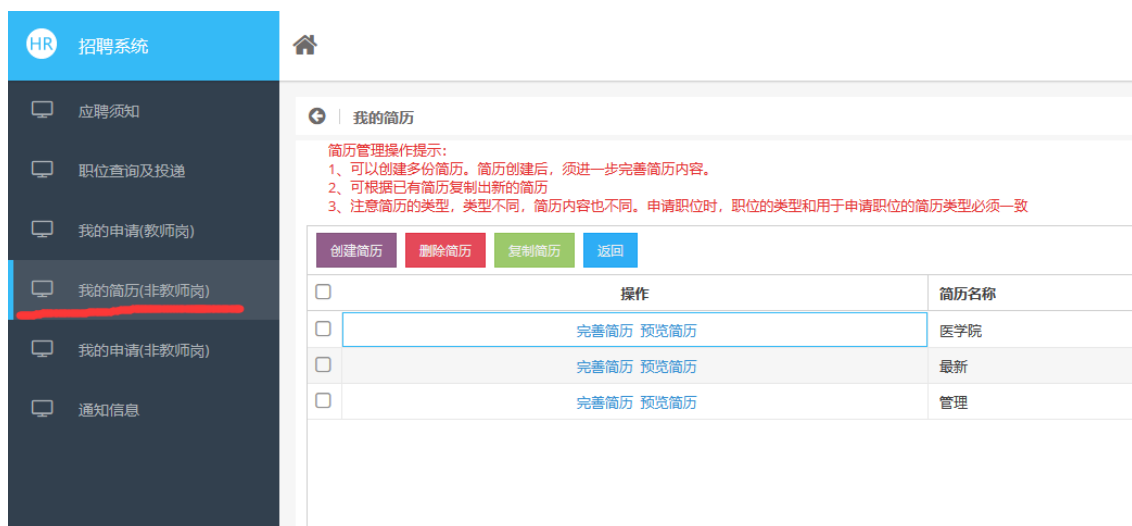 HR 招聘系统
应聘须知
职位查询及投递
我的申请(教师岗)
我的简历(非教师岗)
我的申请(非教师岗)
通知信息
我的简历
简历管理操作提示:
1、可以创建多份简历。简历创建后，须进一步完善简历内容。
2、可根据已有简历复制出新的简历
3、注意简历的类型，类型不同，简历内容也不同。申请职位时，职位的类型和用于申请职位的简历类型必须一致
创建简历 删除简历 复制简历 返回
操作 简历名称
完善简历 预览简历 医学院
完善简历 预览简历 最新
完善简历 预览简历 管理